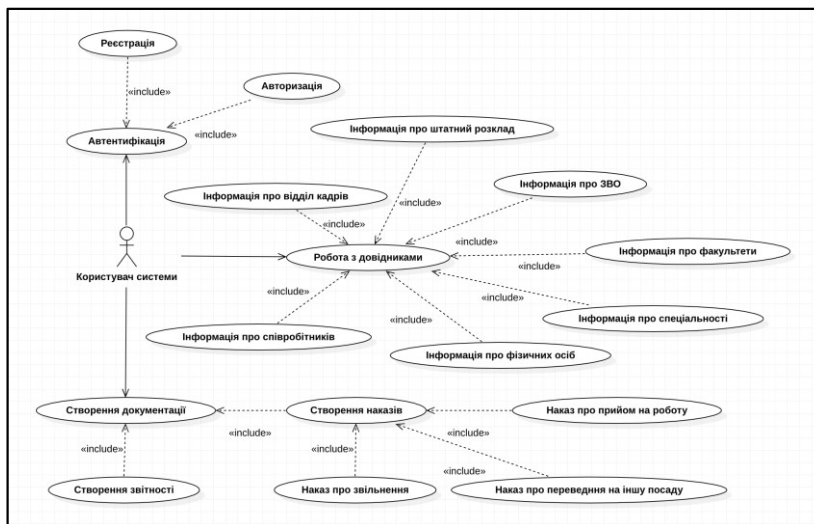 Реєстрація
«include»
Авторизація
Автентифікація
«include»
Інформація про штатний розклад
Інформація про відділ кадрів
Інформація про ЗВО
«include»
«include»
«include»
Користувач системи
Робота з довідниками
Інформація про факультети
«include»
«include»
«include»
«include»
Інформація про спеціальності
Інформація про співробітників
Інформація про фізичних осіб
Створення документації
Створення наказів
Наказ про прийом на роботу
«include»
«include»
«include»
«include»
«include»
Створення звітності
Наказ про звільнення
Наказ про переведння на іншу посаду